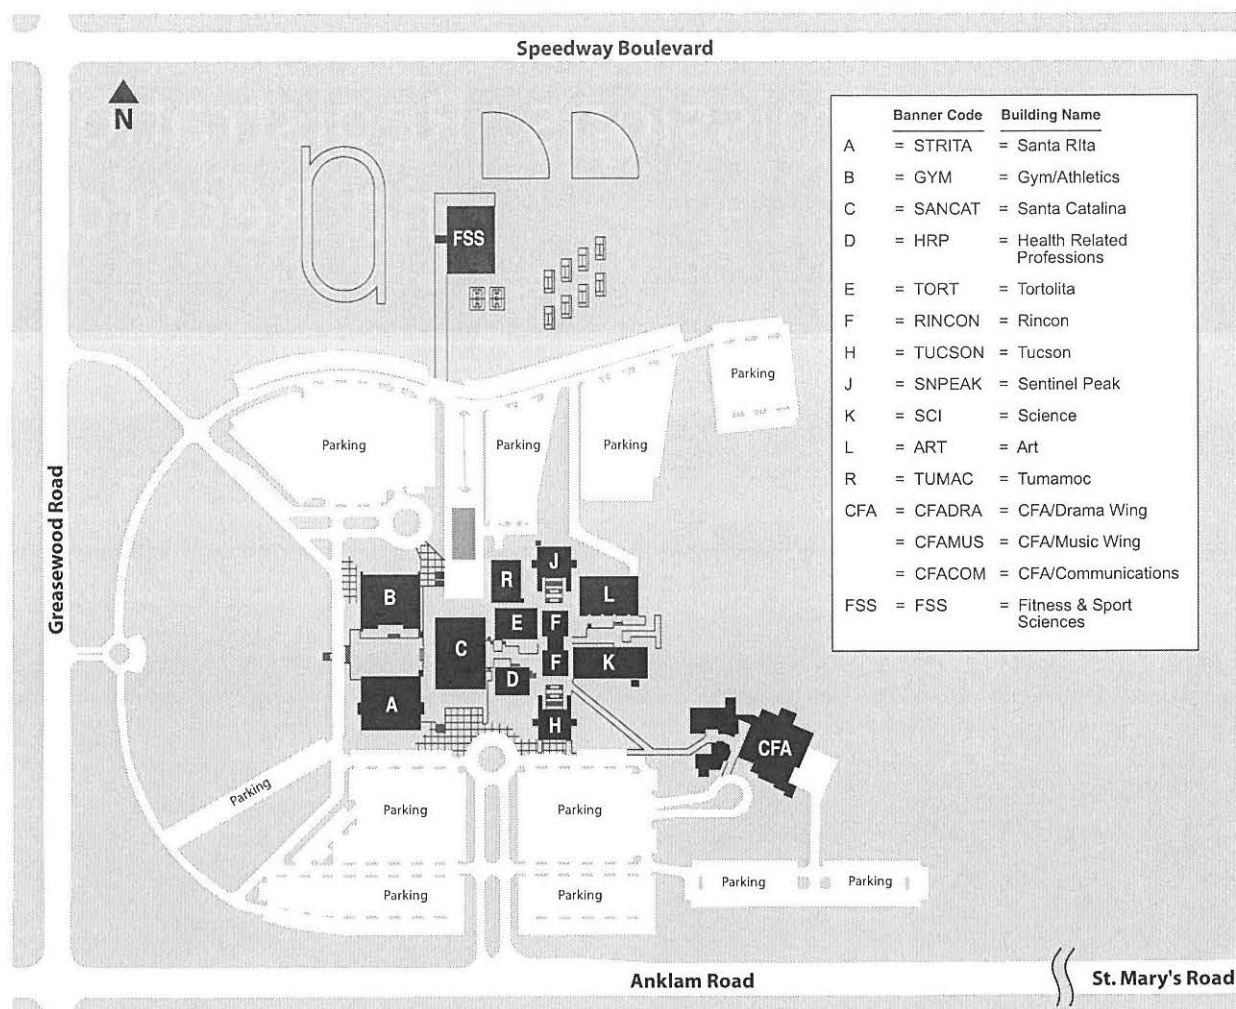 Speedway Boulevard
N
Banner Code Building Name
A = STRITA = Santa RIta
B = GYM = Gym/Athletics
C = SANCAT = Santa Catalina
D = HRP = Health Related
Professions
E = TORT = Tortolita
F = RINCON = Rincon
H = TUCSON = Tucson
J = SNPEAK = Sentinel Peak
K = SCI = Science
L = ART = Art
R = TUMAC = Tumamoc
CFA = CFADRA = CFA/Drama Wing
= CFAMUS = CFA/Music Wing
= CFACOM = CFA/Communications
FSS = FSS = Fitness & Sport
Sciences
FSS
Parking
Parking
Parking
Parking
Greasewood Road
J
R
B
L
E
F
C
F
K
D
A
H
CFA
Parking
Parking
Parking
Parking
Parking
Parking
Parking
Anklam Road
St. Mary's Road